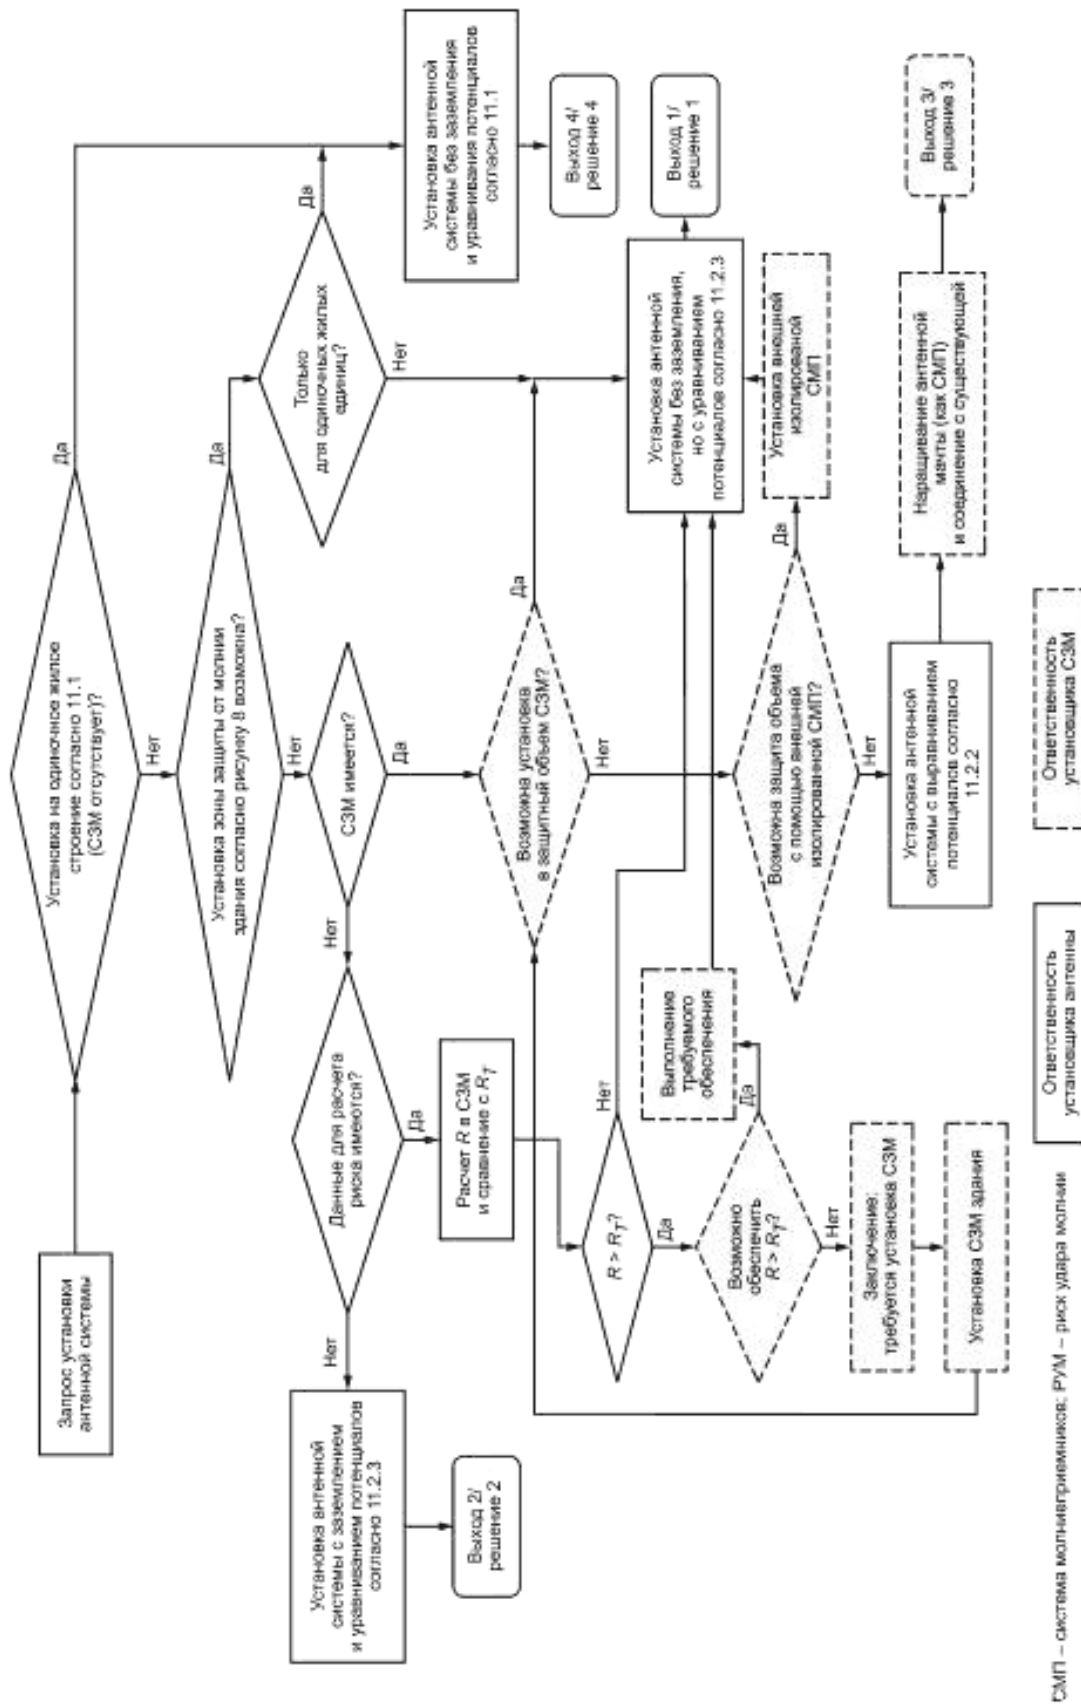 Запрос установки
антенной системы
Установка на одиночное жилое
строение согласно 11.1
(СЗМ отсутствует)?
Да
Нет
Установка зоны защиты от молнии
здания согласно рисунку 8 возможна?
Да
Нет
Только
для одиночных жилых
единиц?
Да
Нет
СЗМ имеется?
Нет
Да
Данные для расчета
риска имеются?
Нет
Да
Установка антенной
системы с заземлением
и уравниванием потенциалов
согласно 11.2.3
Выход 2/
решение 2
Расчет R в СЗМ
и сравнение с RT
Установка антенной
системы без заземления
и уравнивания потенциалов
согласно 11.1
Выход 4/
решение 4
Возможна установка
в защитный объем СЗМ?
Да
Нет
R > RT?
Нет
Да
Возможно
обеспечить
R > RT?
Да
Нет
Выполнение
требуемого
обеспечения
Установка антенной
системы без заземления,
но с уравниванием
потенциалов согласно 11.2.3
Выход 1/
решение 1
Возможна защита объема
с помощью внешней
изолированной СМП?
Да
Нет
Установка внешней
изолированой
СМП
Заключение:
требуется установка СЗМ
Установка СЗМ здания
Установка антенной
системы с выравниванием
потенциалов согласно
11.2.2
Наращивание антенной
мачты (как СМП)
и соединение с существующей
Выход 3/
решение 3
Ответственность
установщика антенны
Ответственность
установщика СЗМ
СМП – система молниеприемников; РУМ – риск удара молнии